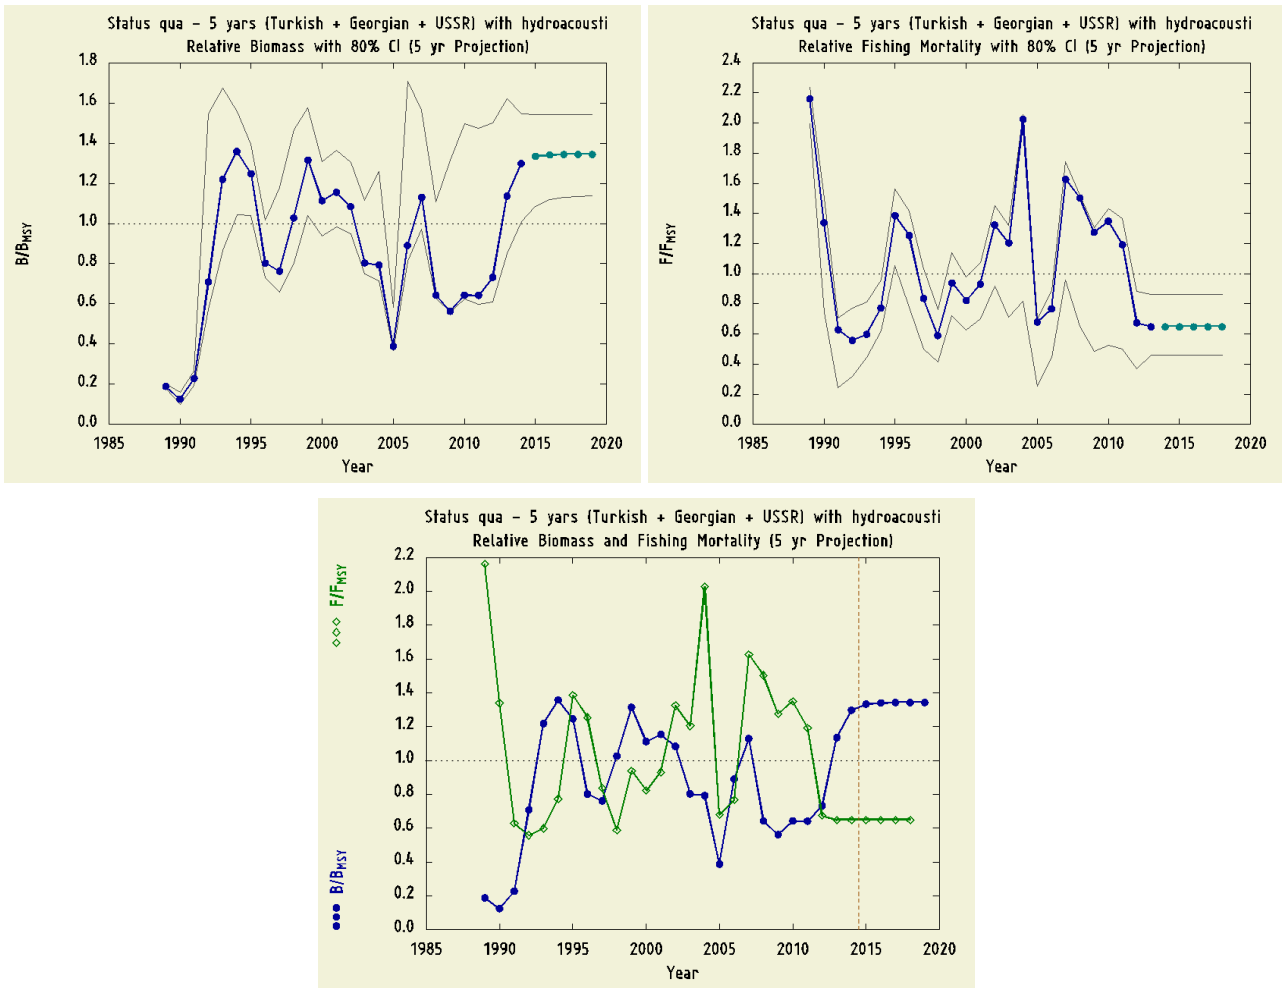 Status qua - 5 yars (Turkish + Georgian + USSR) with hydroacousti
Relative Biomass with 80% CI (5 yr Projection)
1.8
1.6
1.4
1.2
1.0
0.8
0.6
0.4
0.2
0.0
B/BMSY
1985 1990 1995 2000 2005 2010 2015 2020
Year
Status qua - 5 yars (Turkish + Georgian + USSR) with hydroacousti
Relative Fishing Mortality with 80% CI (5 yr Projection)
2.4
2.2
2.0
1.8
1.6
1.4
1.2
1.0
0.8
0.6
0.4
0.2
0.0
F/FMSY
1985 1990 1995 2000 2005 2010 2015 2020
Year
Status qua - 5 yars (Turkish + Georgian + USSR) with hydroacousti
Relative Biomass and Fishing Mortality (5 yr Projection)
F/FMSY
B/BMSY
2.2
2.0
1.8
1.6
1.4
1.2
1.0
0.8
0.6
0.4
0.2
0.0
1985 1990 1995 2000 2005 2010 2015 2020
Year